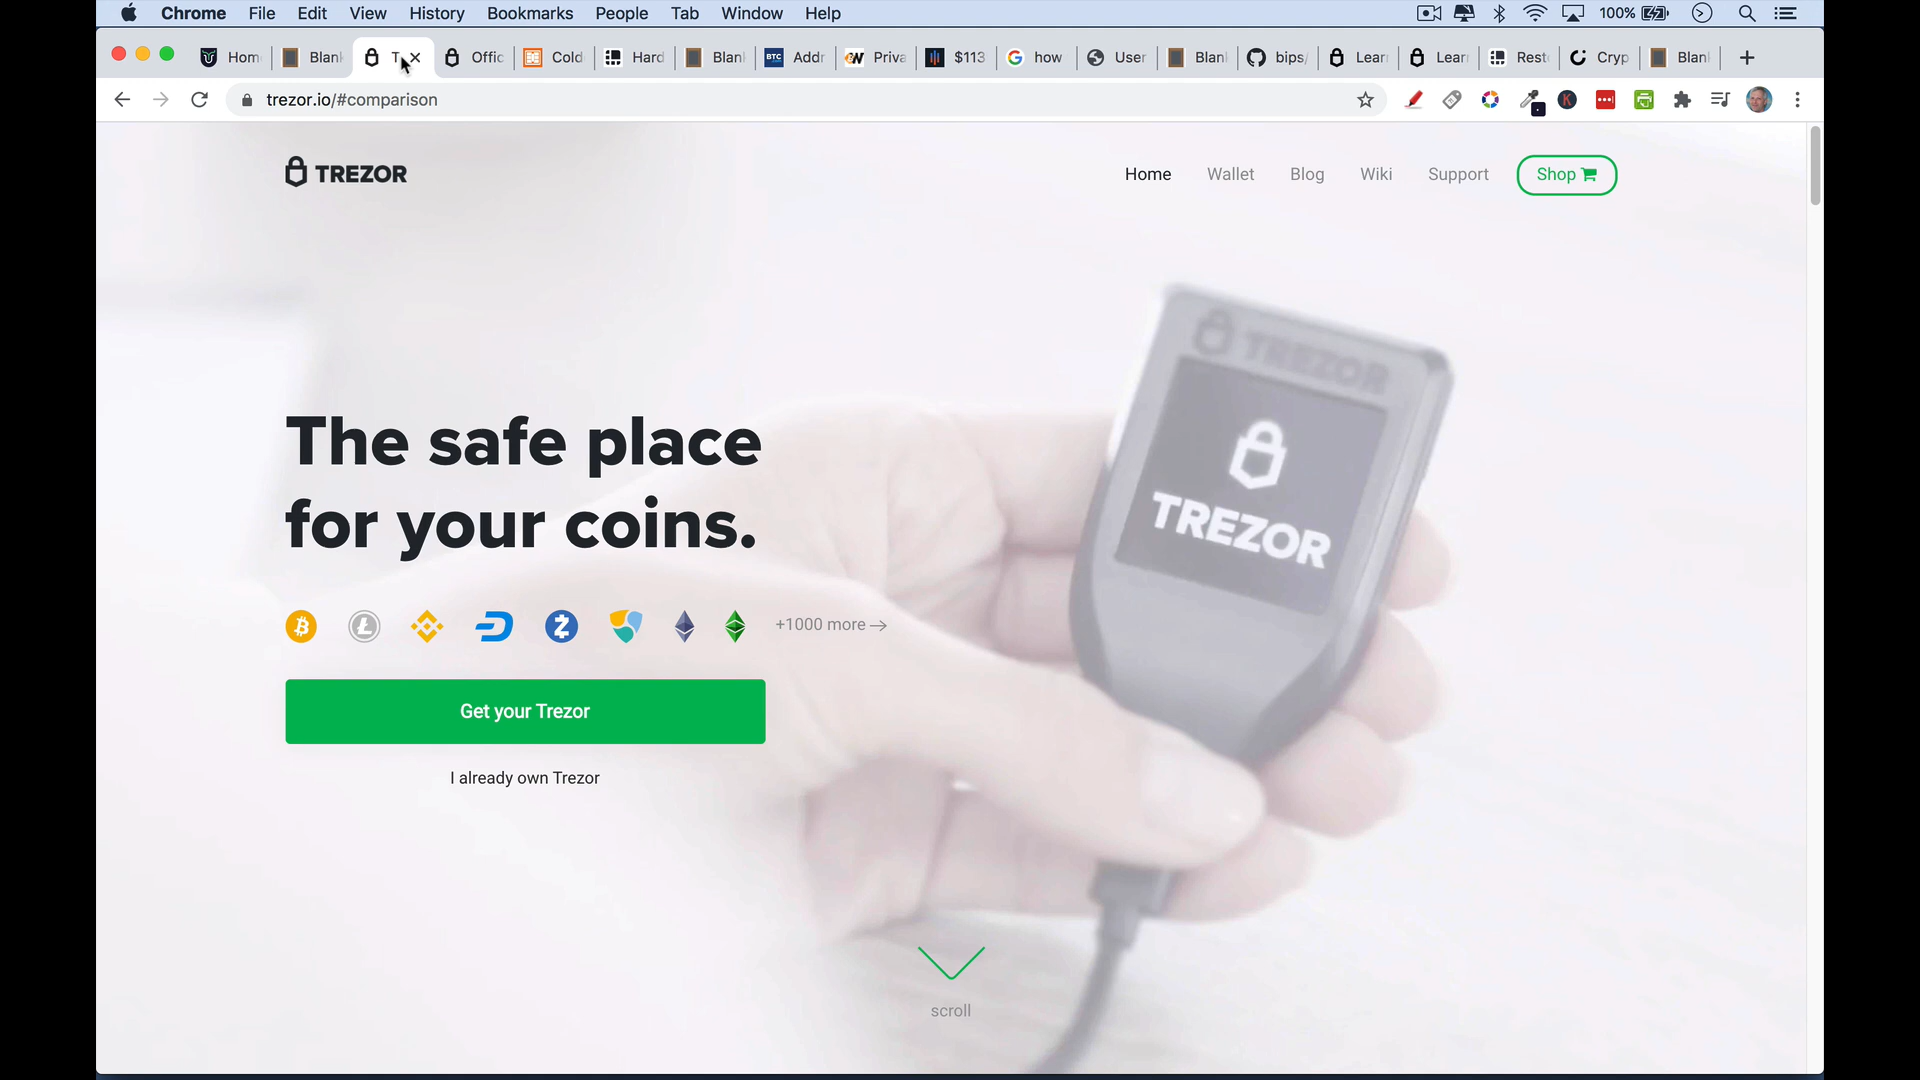 Chrome File Edit View History Bookmarks People Tab Window Help 100%
Hom Blan T Offic Cold Hard Blan BTC Addr Priva $113 how User Blan bips/ Lear Lear Rest Cryp Blan
trezor.io/#comparison
TREZOR Home Wallet Blog Wiki Support Shop
TREZOR
The safe place
for your coins.
TREZOR
+1000 more
Get your Trezor
I already own Trezor
scroll